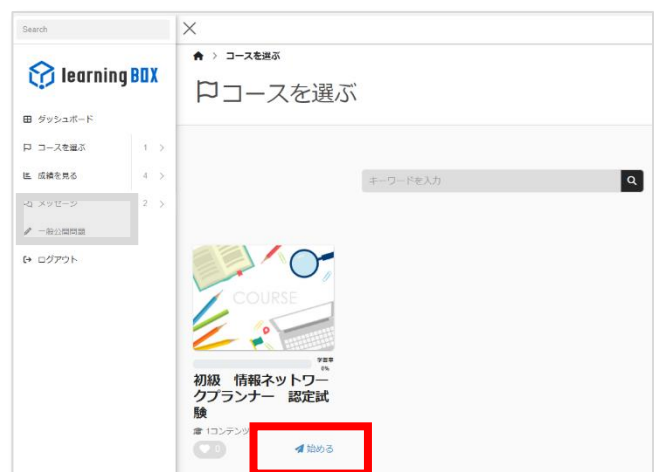 Search
learningBOX
ダッシュボード
コースを選ぶ 1 >
成績を見る 4 >
メッセージ 2 >
一般公開問題
ログアウト
コースを選ぶ
コースを選ぶ
キーワードを入力
COURSE
学習率
0%
初級 情報ネットワー
クプランナー 認定試
験
1コンテンツ
0
始める